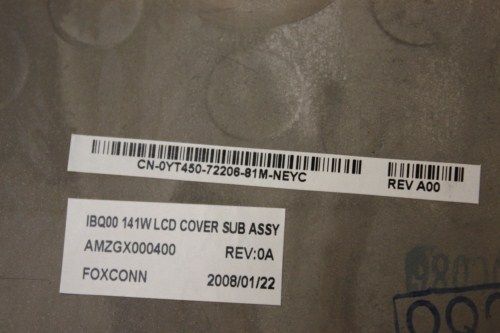 CN-0YT450-72206-81M-NEYC
REV A00
IBQ00 141W LCD COVER SUB ASSY
AMZGX000400 REV:0A
FOXCONN 2008/01/22